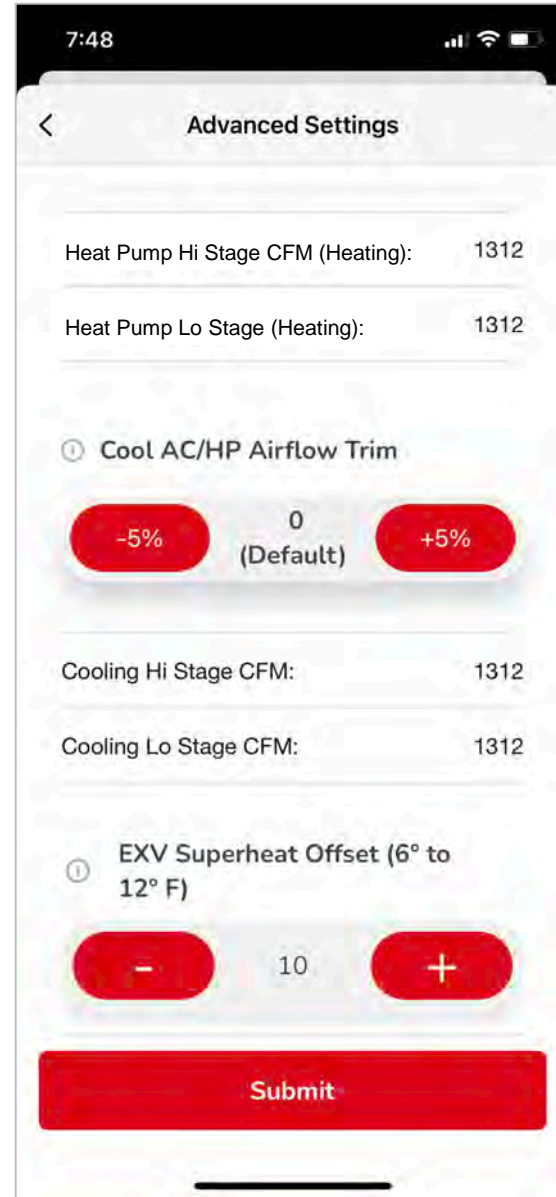 7:48
Advanced Settings
Heat Pump Hi Stage CFM (Heating): 1312
Heat Pump Lo Stage (Heating): 1312
Cool AC/HP Airflow Trim
-5%
0
(Default)
+5%
Cooling Hi Stage CFM: 1312
Cooling Lo Stage CFM: 1312
EXV Superheat Offset (6° to
12° F)
- 10 +
Submit